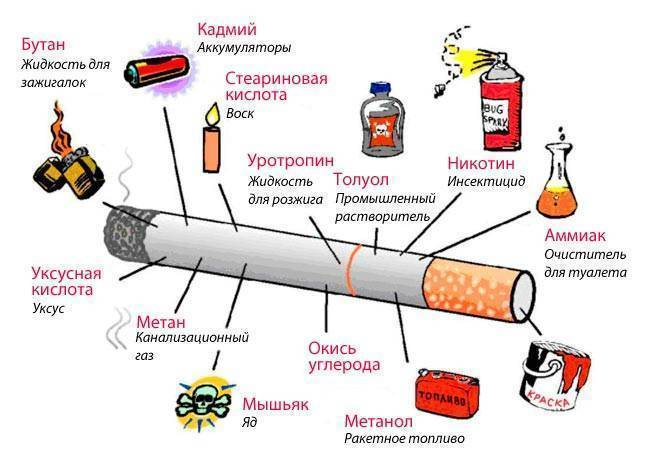 Кадмий
Аккумуляторы
Бутан
Жидкость для
зажигалок
Стеариновая
кислота
Воск
BUG
SPRAY
Уротропин
Жидкость
для розжига
Толуол
Промышленный
растворитель
Никотин
Инсектицид
Аммиак
Очиститель
для туалета
Уксусная
кислота
Уксус
Метан
Канализационный
газ
Окись
углерода
Мышьяк
Яд
ТОПЛИВО
Метанол
Ракетное топливо
КРАСКА